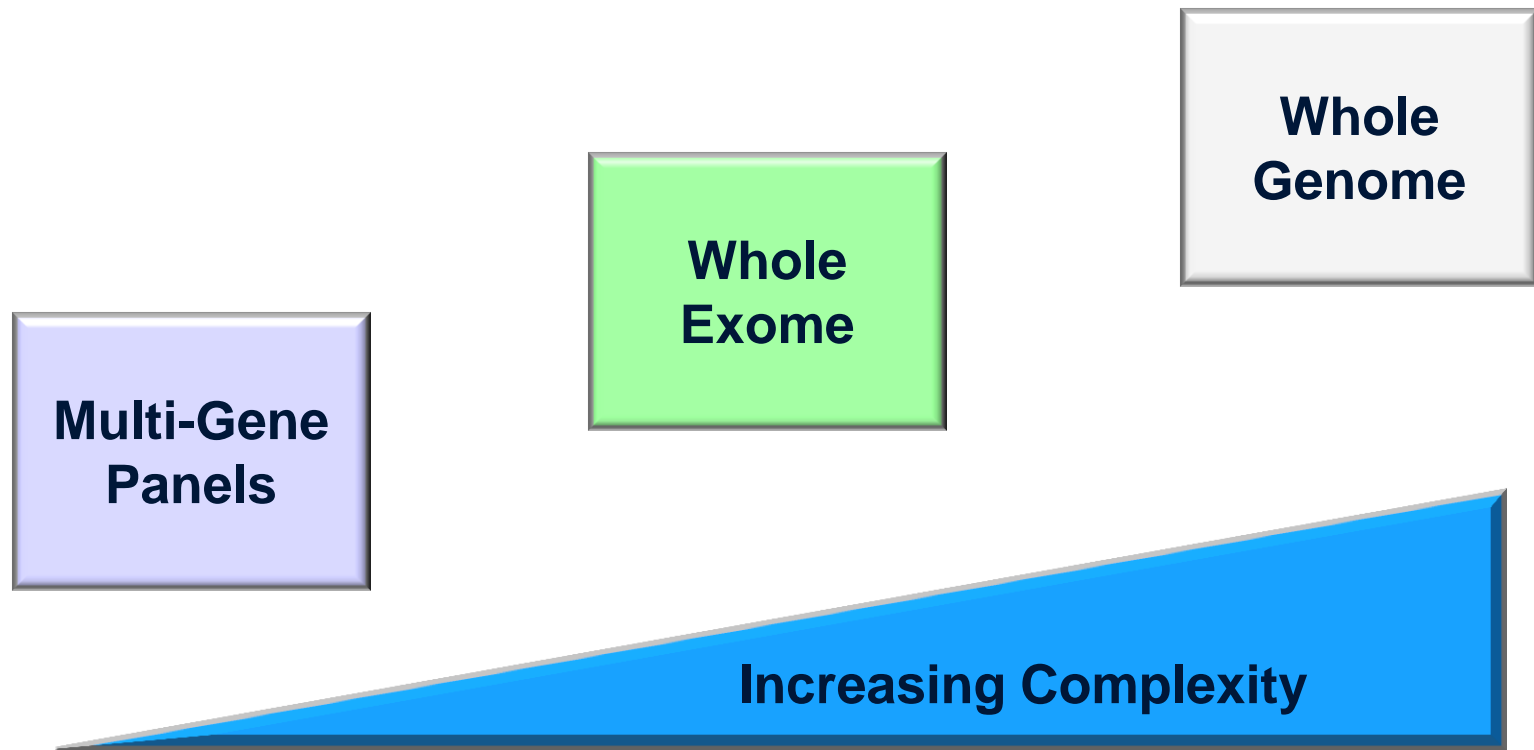 Whole
Genome
Whole
Exome
Multi-Gene
Panels
Increasing Complexity